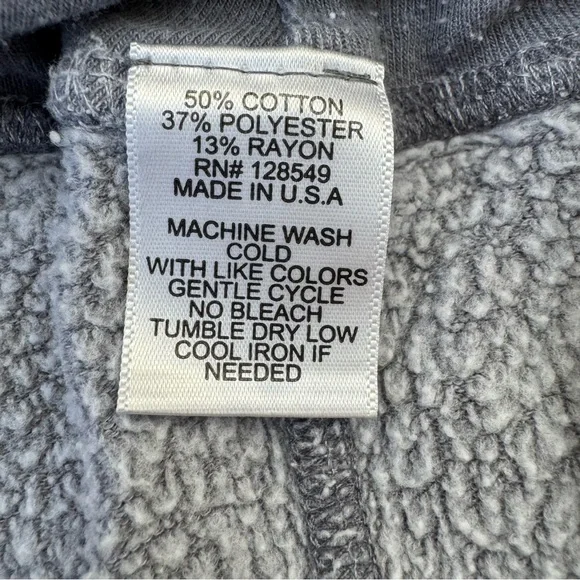 50% COTTON
37% POLYESTER
13% RAYON
RN# 128549
MADE IN U.S.A
MACHINE WASH
COLD
WITH LIKE COLORS
GENTLE CYCLE
NO BLEACH
TUMBLE DRY LOW
COOL IRON IF
NEEDED